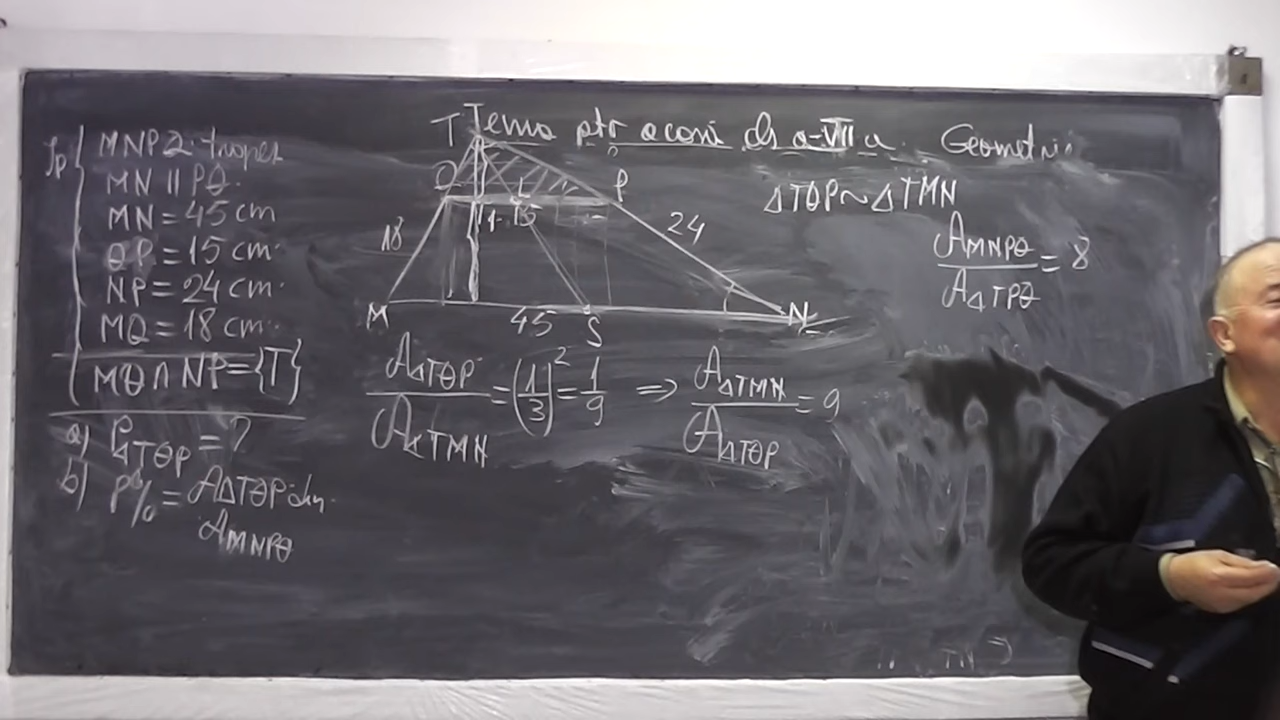 Tema ptr acasă cls a-VII a. Geometrie
Ip { MNPQ trapez
MN || PQ
MN = 45 cm
QP = 15 cm
NP = 24 cm
MQ = 18 cm
MQ ∩ NP = {T}
a) P△TQP = ?
b) P% = A△TQP din
AMNPQ
T
Q
P
18
24
15
M
45
S
N
△TQP ~ △TMN
AMNPQ / A△TPQ = 8
A△TQP / A△TMN = (1/3)² = 1/9 ⇒ A△TMN / A△TQP = 9